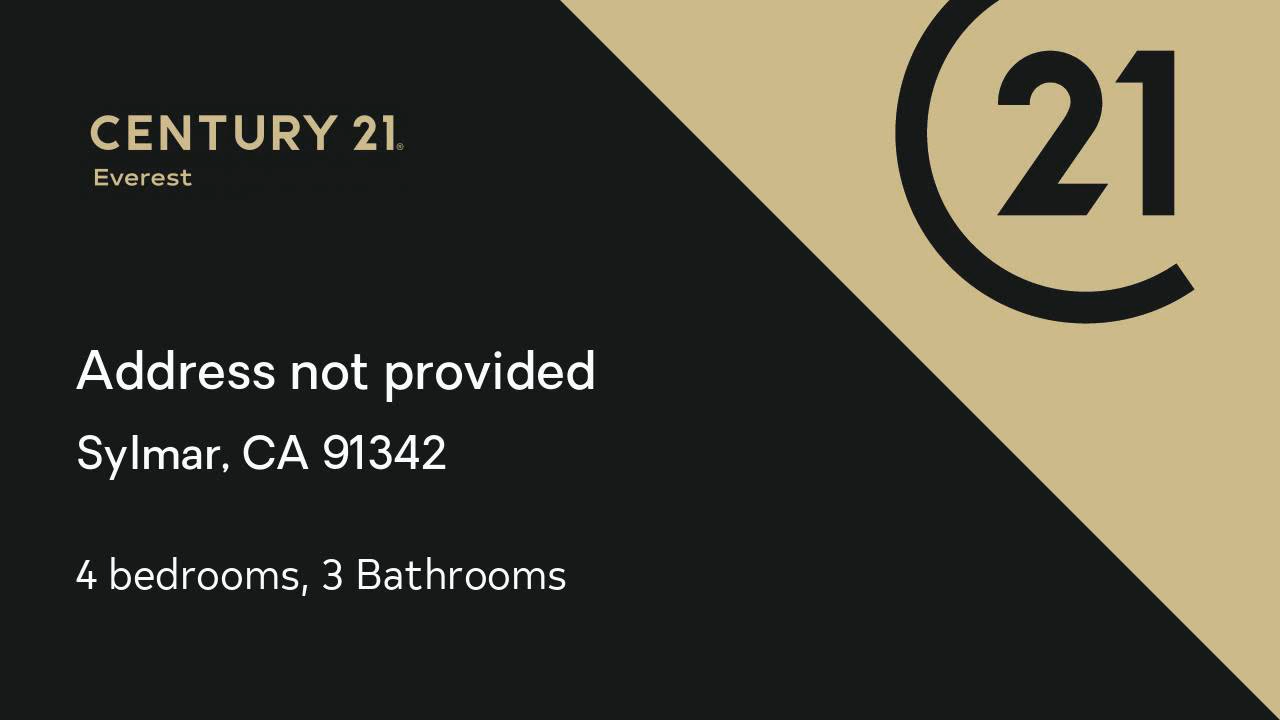 CENTURY 21®
Everest
21
Address not provided
Sylmar, CA 91342
4 bedrooms, 3 Bathrooms